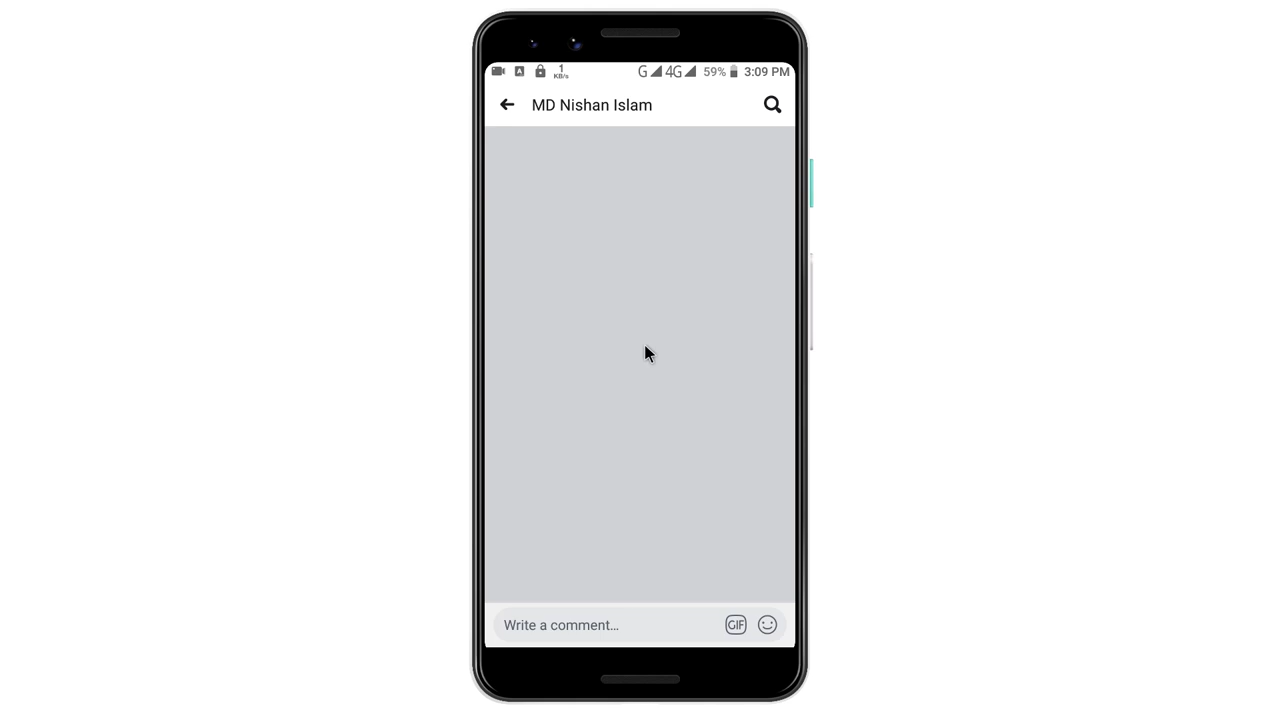 A 1 KB/s G 4G 59% 3:09 PM
MD Nishan Islam
Write a comment...
GIF